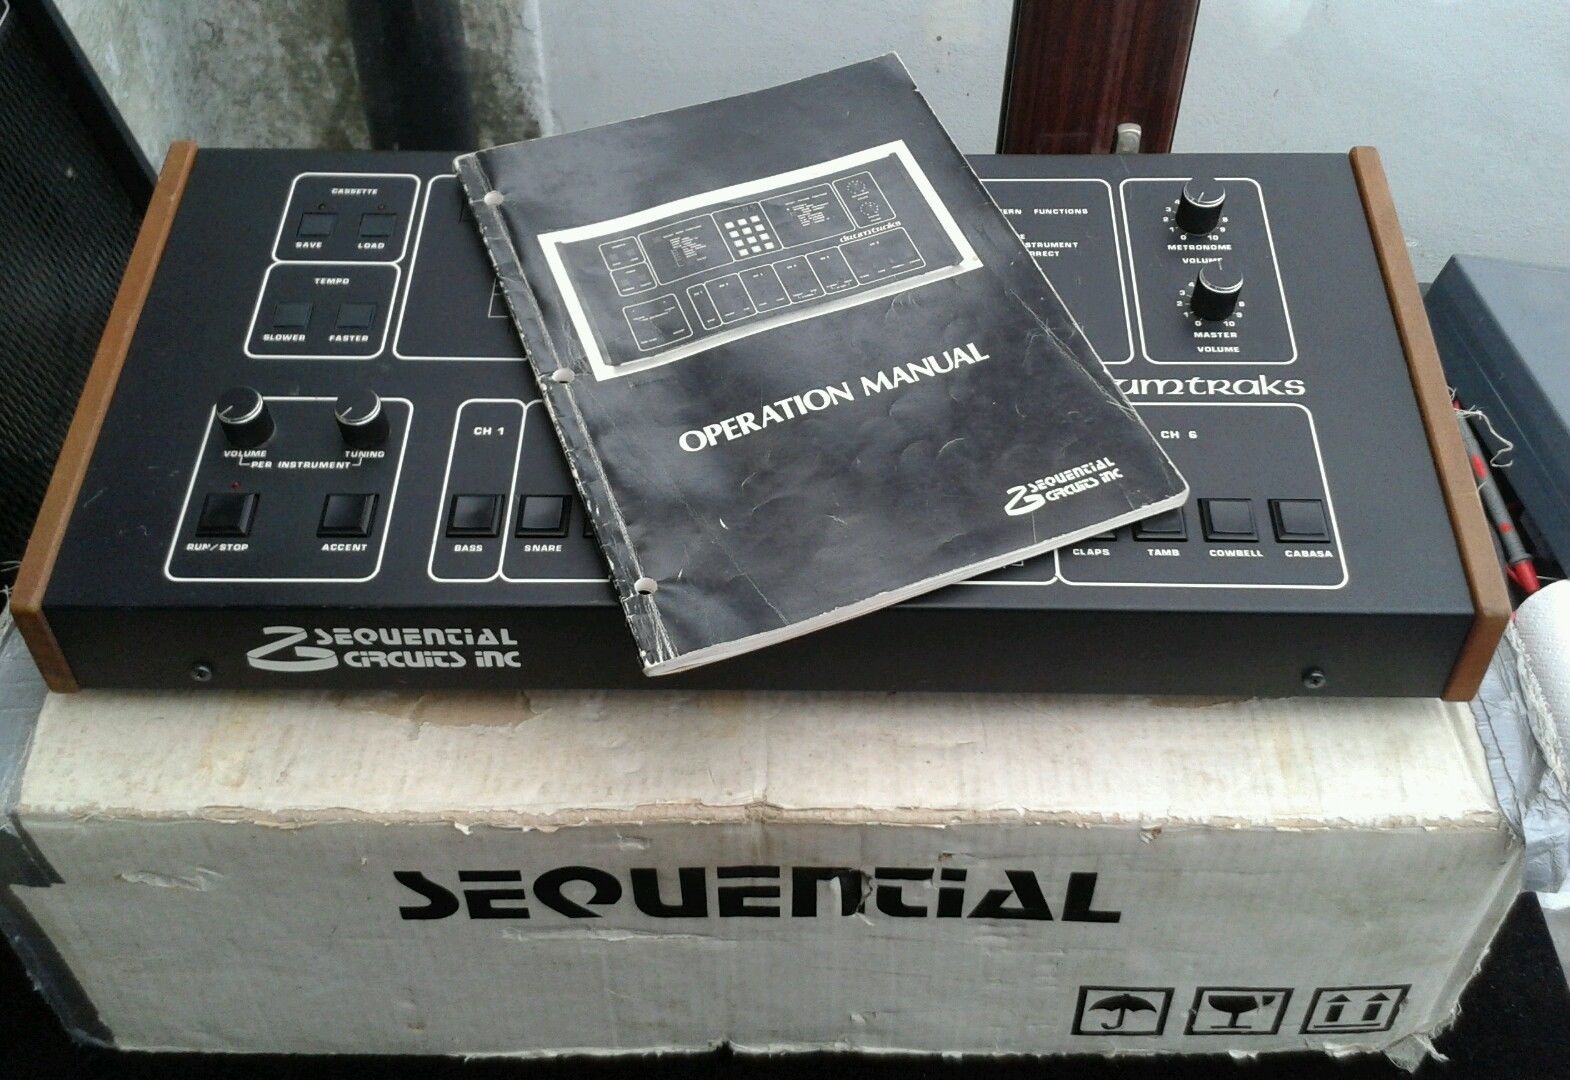 CASSETTE
SAVE LOAD
TEMPO
SLOWER FASTER
ERN FUNCTIONS
STRUMENT
RRECT
METRONOME
VOLUME
MASTER
VOLUME
drumtraks
OPERATION MANUAL
SEQUENTIAL
CIRCUITS INC
umtraks
VOLUME TUNING
PER INSTRUMENT
RUN/STOP ACCENT
CH 1
BASS SNARE
CH 6
CLAPS TAMB COWBELL CABASA
SEQUENTIAL
CIRCUITS INC
SEQUENTIAL